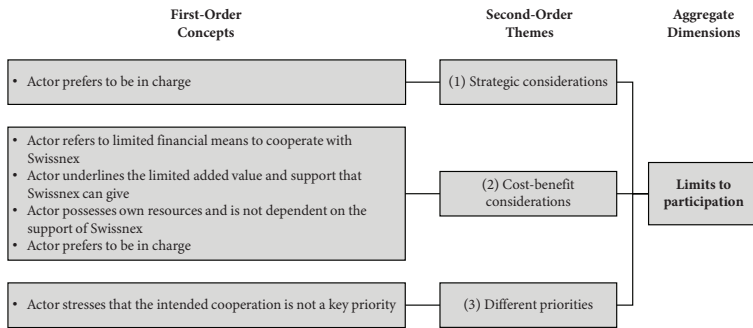 First-Order
Concepts
Second-Order
Themes
Aggregate
Dimensions
• Actor prefers to be in charge
(1) Strategic considerations
• Actor refers to limited financial means to cooperate with
Swissnex
• Actor underlines the limited added value and support that
Swissnex can give
• Actor possesses own resources and is not dependent on the
support of Swissnex
• Actor prefers to be in charge
(2) Cost-benefit
considerations
Limits to
participation
• Actor stresses that the intended cooperation is not a key priority
(3) Different priorities